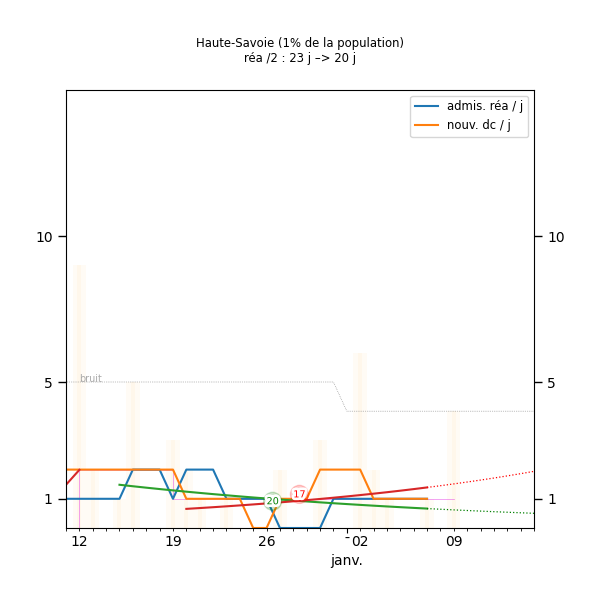 Haute-Savoie (1% de la population)
réa /2 : 23 j –> 20 j
admis. réa / j
nouv. dc / j
10 10
bruit
5 5
20 17
1 1
12 19 26 02 09
janv.